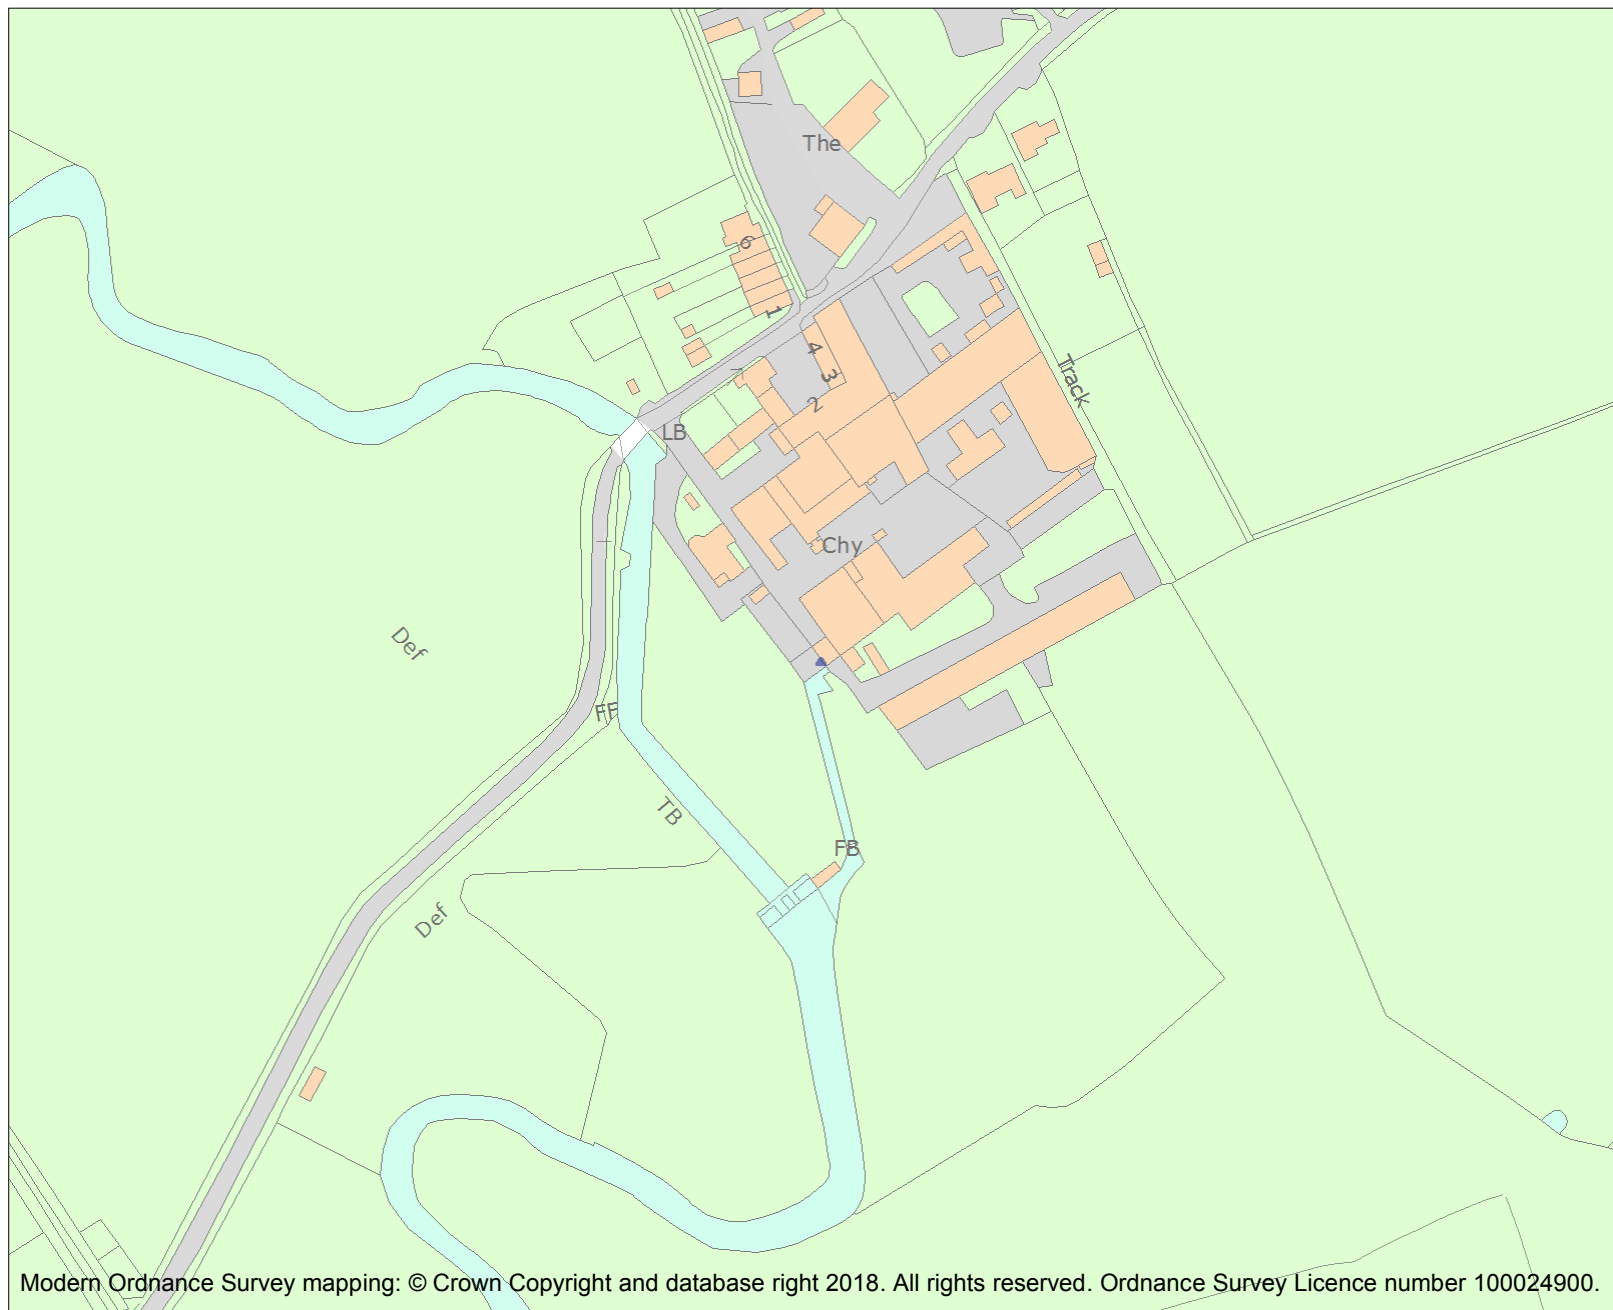 The
6
1
4
3
7
2
Track
LB
Chy
Def
FF
TB
FB
Def
Modern Ordnance Survey mapping: © Crown Copyright and database right 2018. All rights reserved. Ordnance Survey Licence number 100024900.